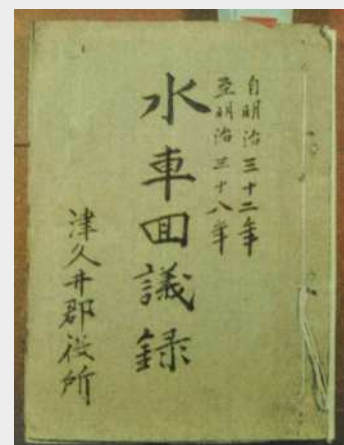 自明治三十二年
至明治三十八年
水車回議録
津久井郡役所